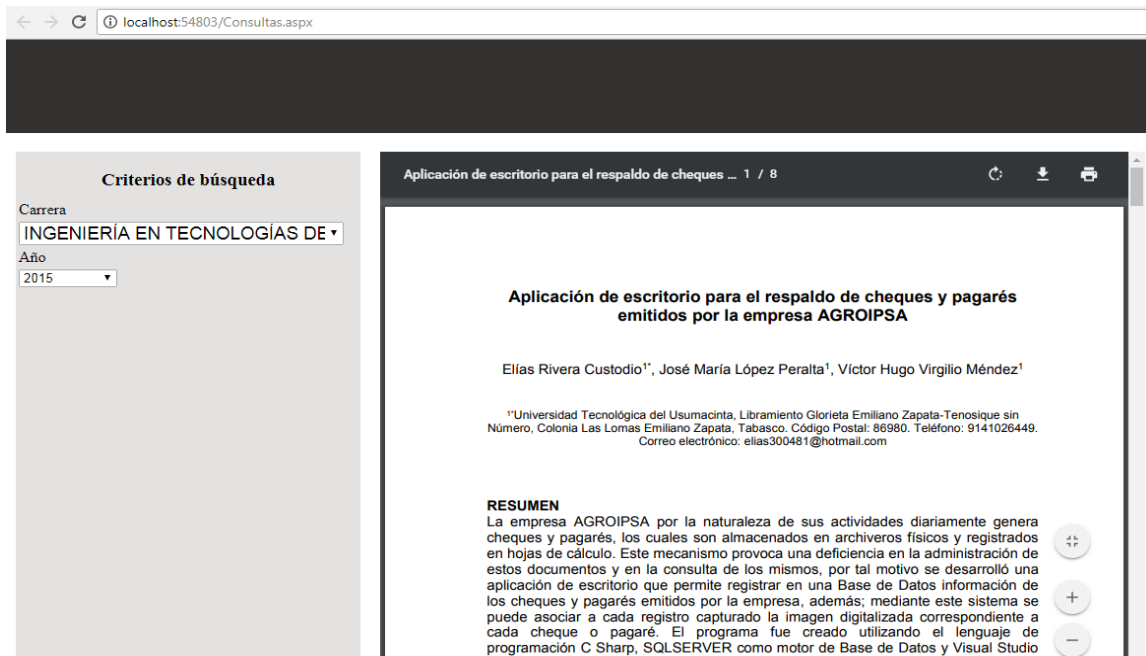 localhost:54803/Consultas.aspx
Criterios de búsqueda
Carrera
INGENIERÍA EN TECNOLOGÍAS DE
Año
2015
Aplicación de escritorio para el respaldo de cheques ... 1 / 8
Aplicación de escritorio para el respaldo de cheques y pagarés
emitidos por la empresa AGROIPSA
Elías Rivera Custodio1*, José María López Peralta1, Víctor Hugo Virgilio Méndez1
1*Universidad Tecnológica del Usumacinta, Libramiento Glorieta Emiliano Zapata-Tenosique sin
Número, Colonia Las Lomas Emiliano Zapata, Tabasco. Código Postal: 86980. Teléfono: 9141026449.
Correo electrónico: elias300481@hotmail.com
RESUMEN
La empresa AGROIPSA por la naturaleza de sus actividades diariamente genera
cheques y pagarés, los cuales son almacenados en archiveros físicos y registrados
en hojas de cálculo. Este mecanismo provoca una deficiencia en la administración de
estos documentos y en la consulta de los mismos, por tal motivo se desarrolló una
aplicación de escritorio que permite registrar en una Base de Datos información de
los cheques y pagarés emitidos por la empresa, además; mediante este sistema se
puede asociar a cada registro capturado la imagen digitalizada correspondiente a
cada cheque o pagaré. El programa fue creado utilizando el lenguaje de
programación C Sharp, SQLSERVER como motor de Base de Datos y Visual Studio